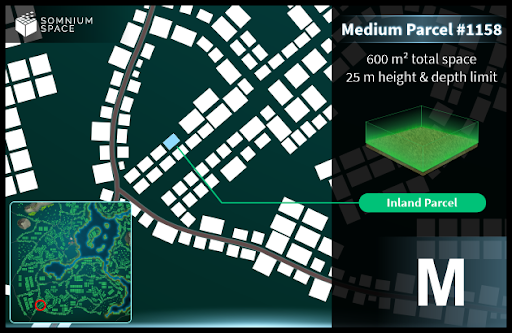 SOMNIUM
SPACE
Medium Parcel #1158
600 m² total space
25 m height & depth limit
Inland Parcel
M